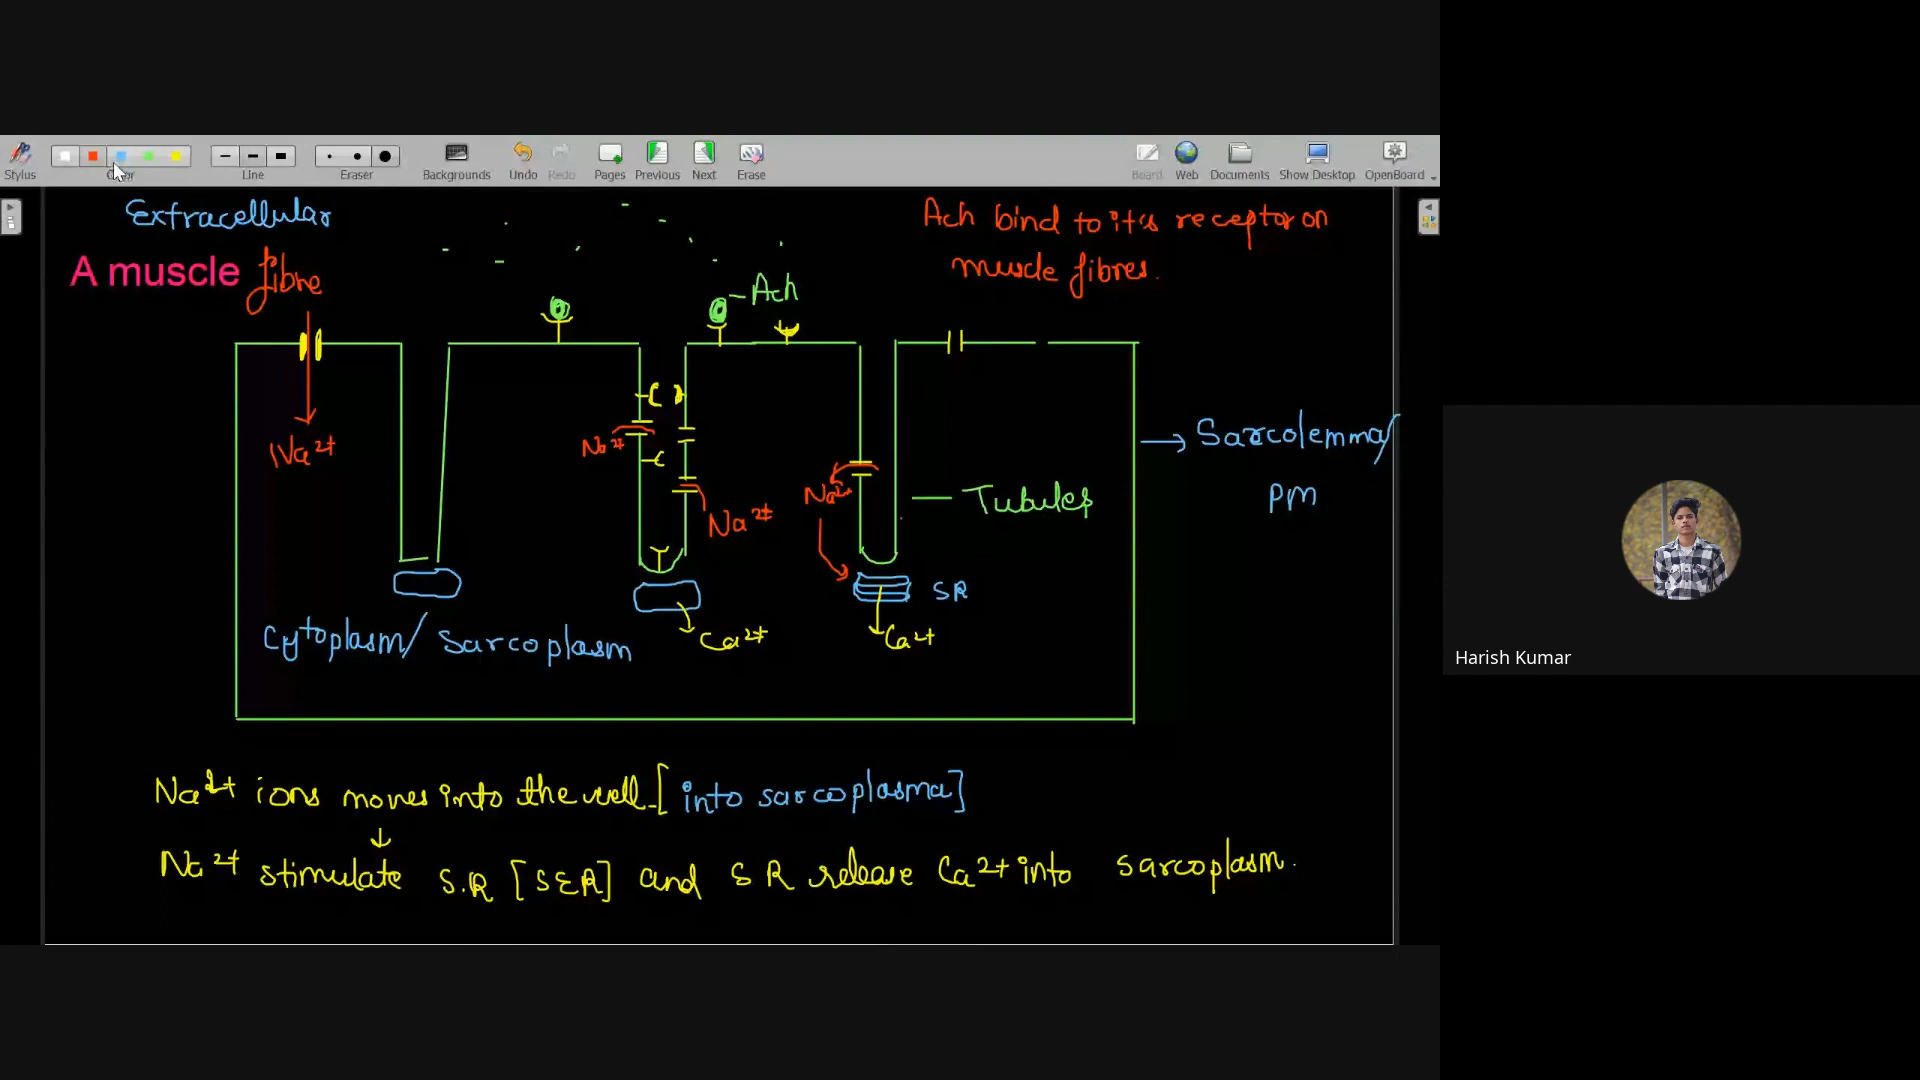 Stylus
Color
Line
Eraser
Backgrounds
Undo
Redo
Pages
Previous
Next
Erase
Board
Web
Documents
Show Desktop
OpenBoard
Extracellular
Ach bind to it's receptor on
muscle fibres.
A muscle fibre
Ach
Na²⁺
Na²⁺
Na²⁺
Na²⁺
Sarcolemma/
PM
Tubules
SR
Cytoplasm/ Sarcoplasm
Ca²⁺
Ca²⁺
Harish Kumar
Na²⁺ ions moves into the cell. [into sarcoplasma]
↓
Na²⁺ stimulate S.R [SER] and SR release Ca²⁺ into sarcoplasm.